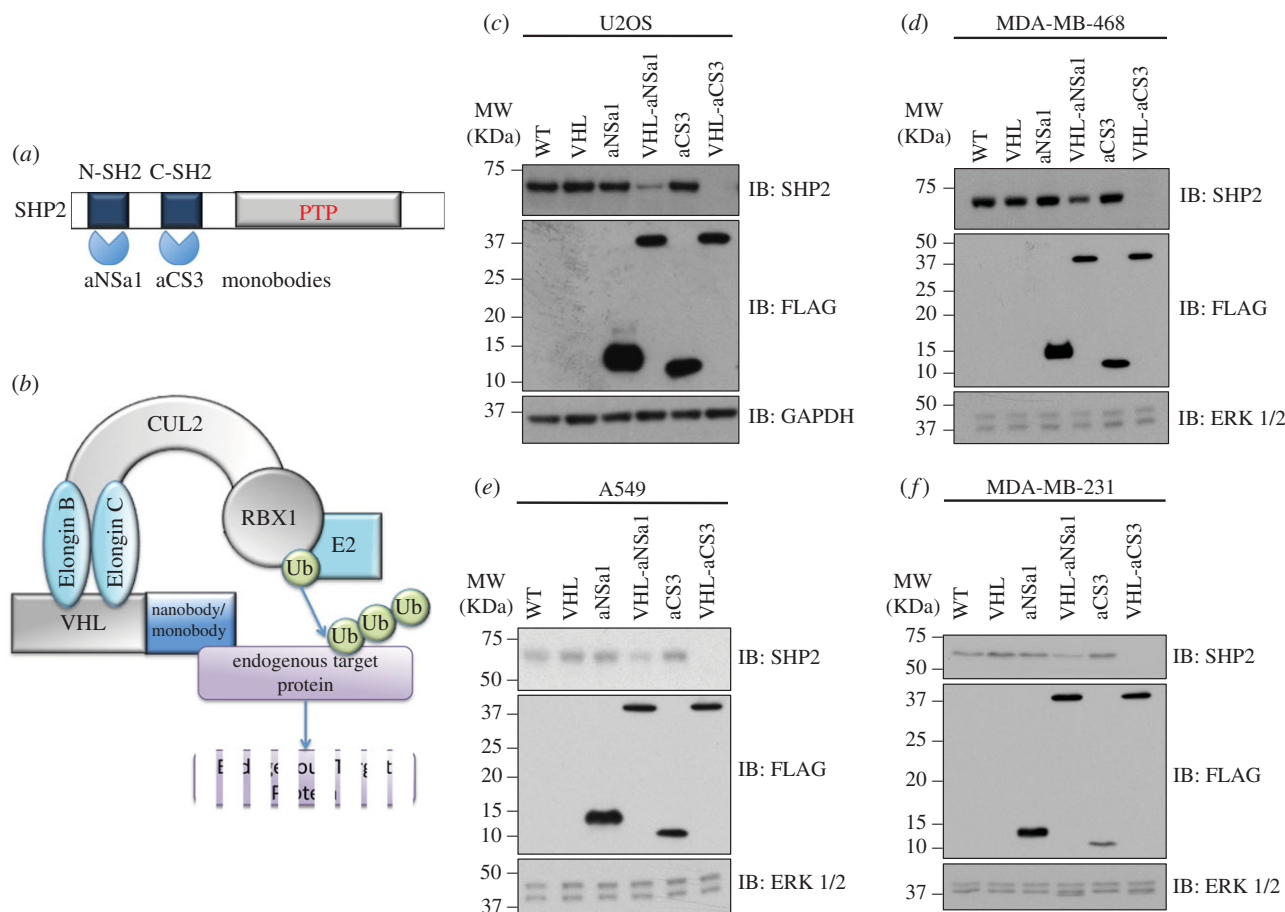 (a)
N-SH2 C-SH2
SHP2
PTP
aNSa1 aCS3 monobodies
(b)
CUL2
Elongin B
Elongin C
RBX1
E2
Ub
VHL
nanobody/
monobody
Ub Ub Ub
endogenous target
protein
Endogenous Target
Protein
(c)
U2OS
MW
(KDa)
WT
VHL
aNSa1
VHL-aNSa1
aCS3
VHL-aCS3
75
IB: SHP2
37
25
20
15
10
IB: FLAG
37
IB: GAPDH
(d)
MDA-MB-468
MW
(KDa)
WT
VHL
aNSa1
VHL-aNSa1
aCS3
VHL-aCS3
75
IB: SHP2
50
37
25
20
15
10
IB: FLAG
50
37
IB: ERK 1/2
(e)
A549
MW
(KDa)
WT
VHL
aNSa1
VHL-aNSa1
aCS3
VHL-aCS3
75
50
IB: SHP2
37
25
20
15
10
IB: FLAG
50
37
IB: ERK 1/2
(f)
MDA-MB-231
MW
(KDa)
WT
VHL
aNSa1
VHL-aNSa1
aCS3
VHL-aCS3
75
50
IB: SHP2
37
25
20
15
10
IB: FLAG
37
IB: ERK 1/2